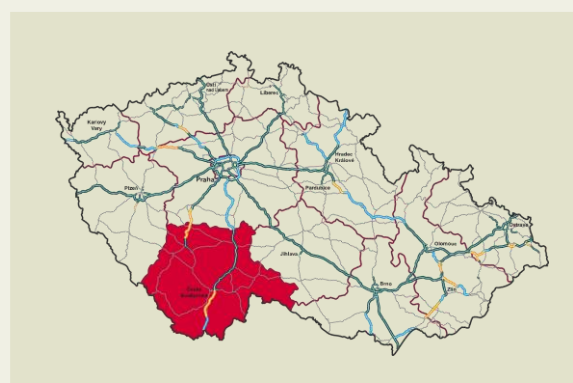 Ústí
nad Labem
Liberec
Karlovy
Vary
Hradec
Králové
Praha
Plzeň
Pardubice
Ostrava
Olomouc
Jihlava
České
Budějovice
Brno
Zlín